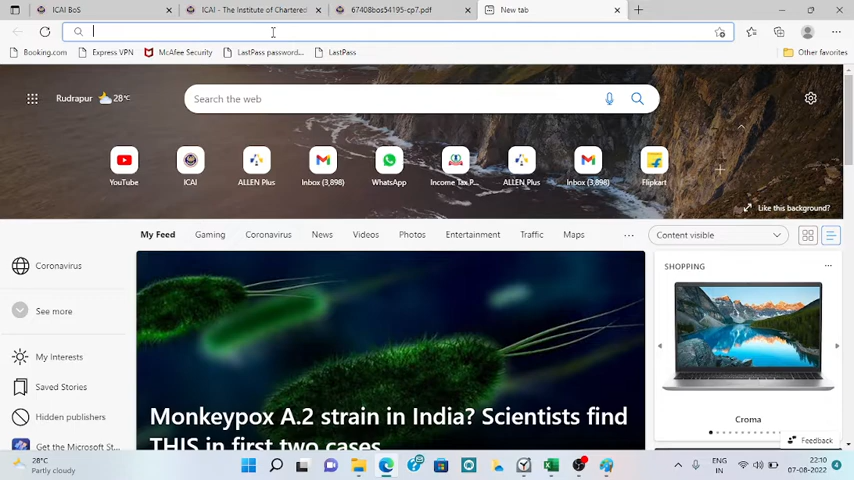 ICAI BoS
ICAI - The Institute of Chartered
67408bos54195-cp7.pdf
New tab
Booking.com
Express VPN
McAfee Security
LastPass password...
LastPass
Other favorites
Rudrapur 28°C
Search the web
YouTube
ICAI
ALLEN Plus
Inbox (3,898)
WhatsApp
Income Tax P...
ALLEN Plus
Inbox (3,898)
Flipkart
Like this background?
My Feed
Gaming
Coronavirus
News
Videos
Photos
Entertainment
Traffic
Maps
Content visible
Coronavirus
See more
My Interests
Saved Stories
Hidden publishers
Get the Microsoft St...
Monkeypox A.2 strain in India? Scientists find
THIS in first two cases
SHOPPING
Croma
Feedback
28°C
Partly cloudy
ENG
IN
22:10
07-08-2022
4